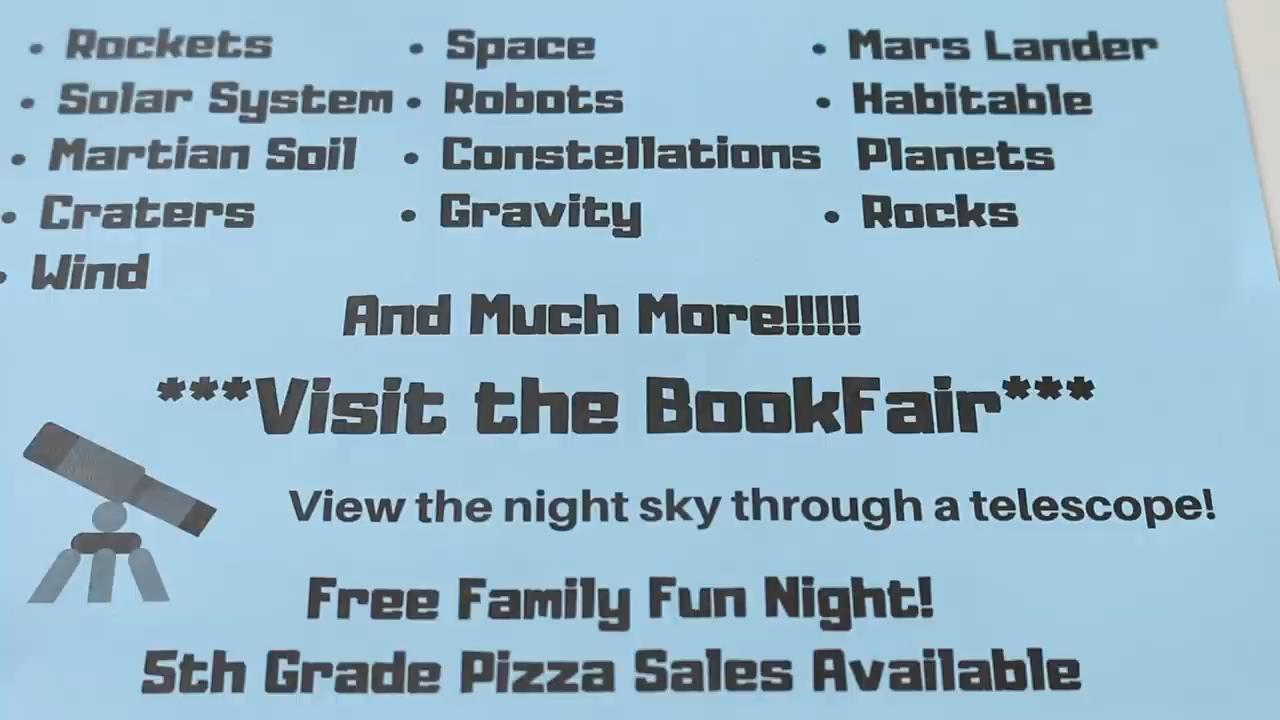 • Rockets • Space • Mars Lander
• Solar System • Robots • Habitable
• Martian Soil • Constellations Planets
• Craters • Gravity • Rocks
• Wind
And Much More!!!!!
***Visit the BookFair***
View the night sky through a telescope!
Free Family Fun Night!
5th Grade Pizza Sales Available